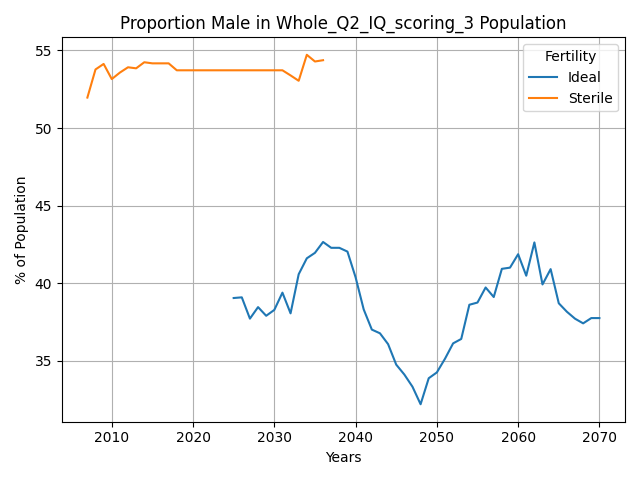 Proportion Male in Whole_Q2_IQ_scoring_3 Population
Fertility
Ideal
Sterile
% of Population
55
50
45
40
35
2010 2020 2030 2040 2050 2060 2070
Years